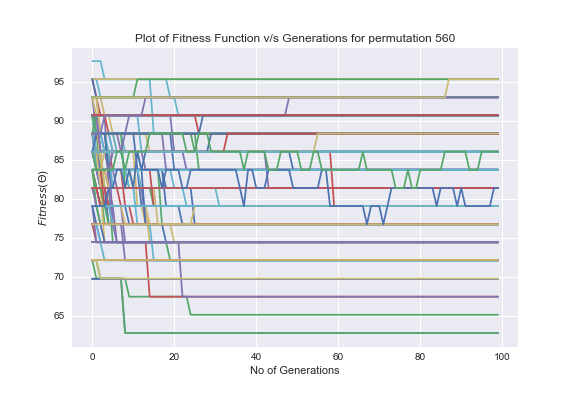 Plot of Fitness Function v/s Generations for permutation 560
Fitness(Θ)
95
90
85
80
75
70
65
0 20 40 60 80 100
No of Generations